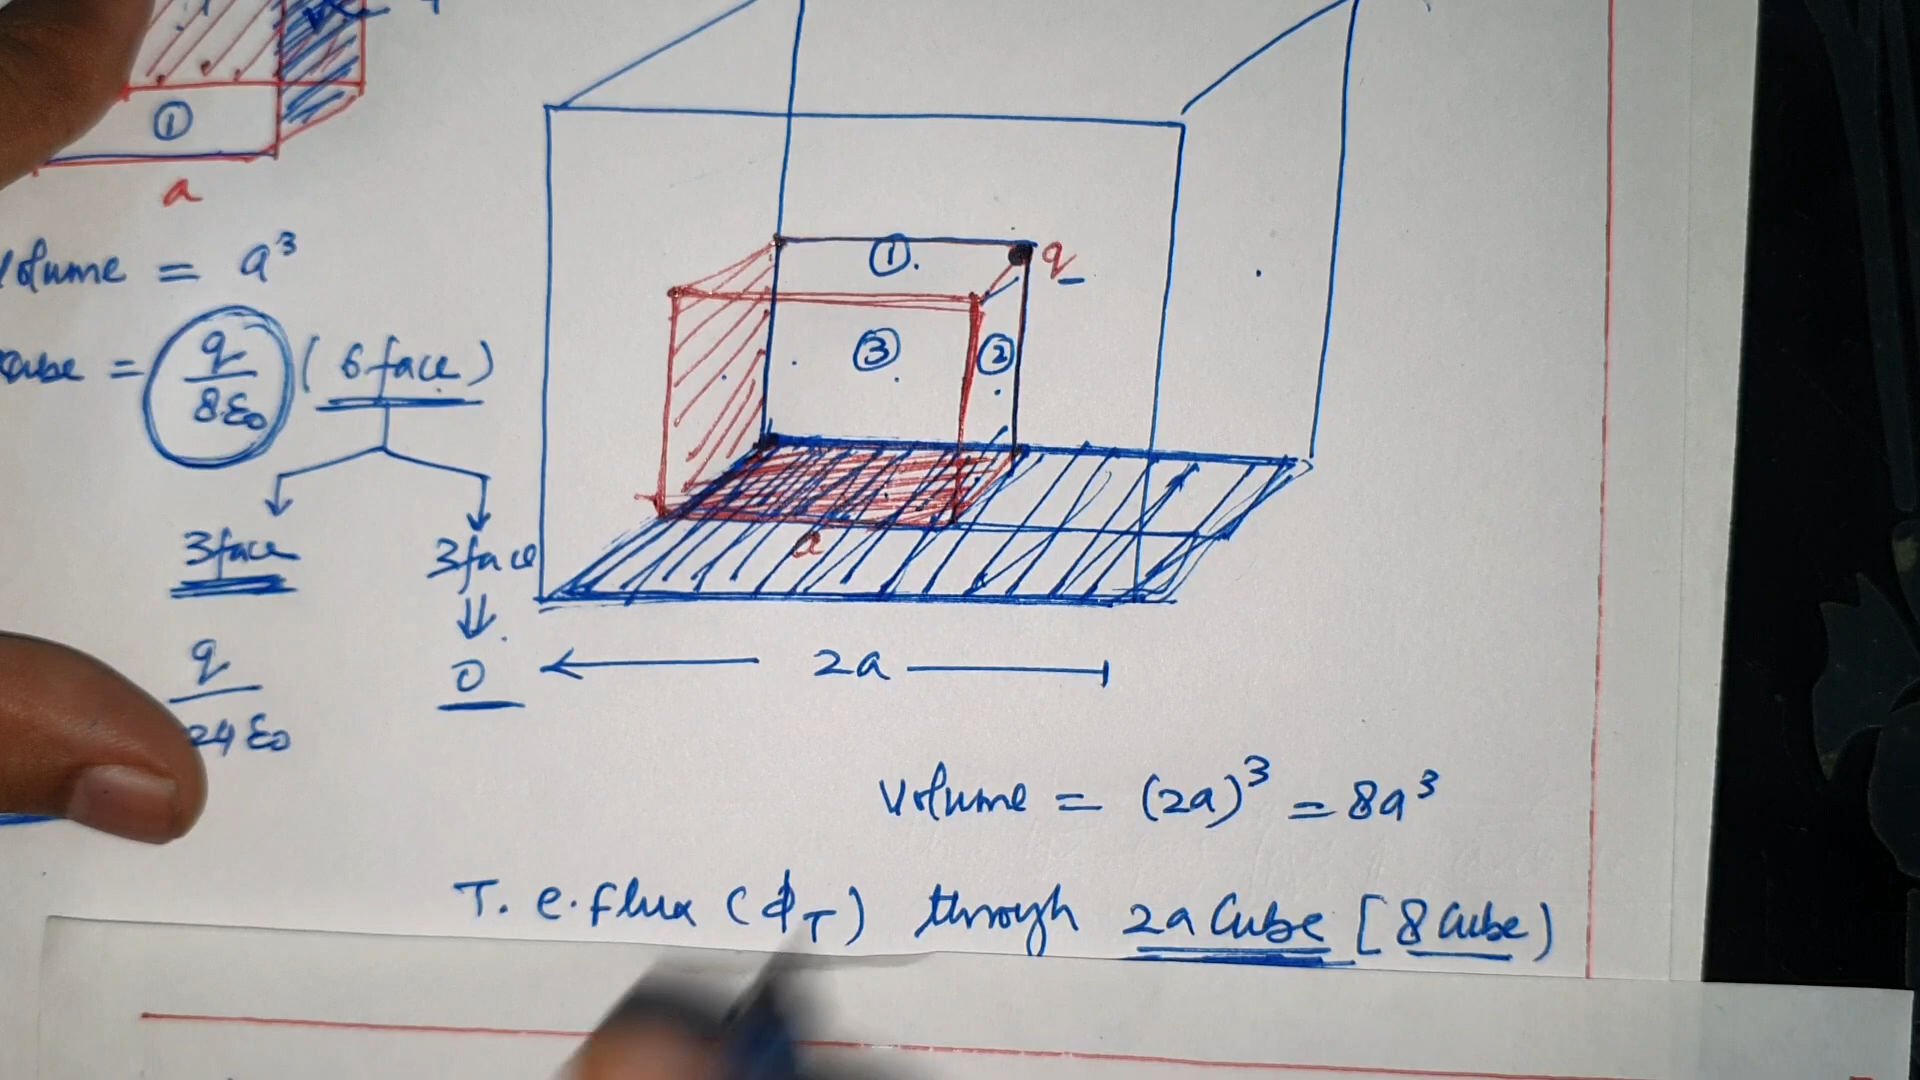 ①
a
Volume = a³
Cube = q/8ε₀ (6 face)
3 face
3 face
q/24ε₀
0
①
q
③
②
a
2a
Volume = (2a)³ = 8a³
T. e. flux (ϕ_T) through 2a Cube [8 Cube)